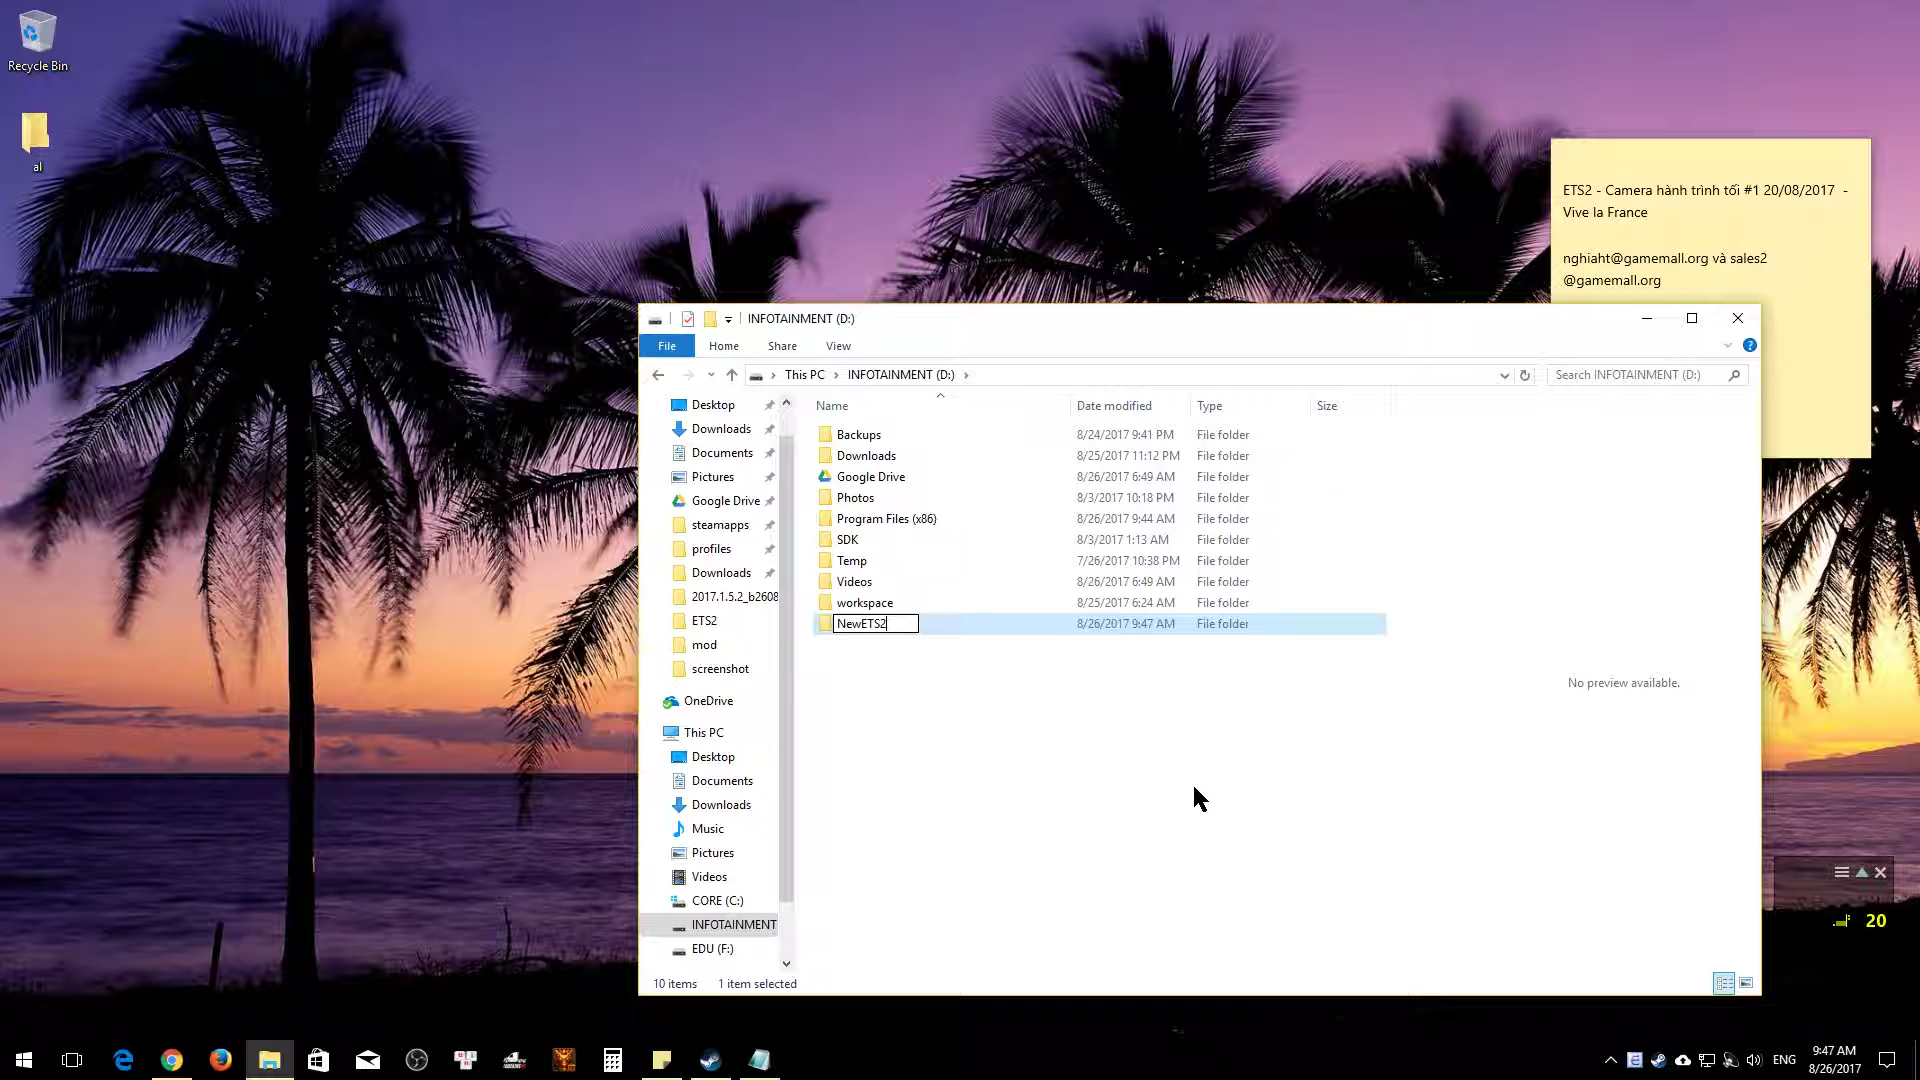 Recycle Bin
al
ETS2 - Camera hành trình tối #1 20/08/2017 -
Vive la France
nghiaht@gamemall.org và sales2
@gamemall.org
INFOTAINMENT (D:)
File Home Share View
This PC INFOTAINMENT (D:)
Search INFOTAINMENT (D:)
Name Date modified Type Size
Desktop
Downloads
Documents
Pictures
Google Drive
steamapps
profiles
Downloads
2017.1.5.2_b2608
ETS2
mod
screenshot
OneDrive
This PC
Desktop
Documents
Downloads
Music
Pictures
Videos
CORE (C:)
INFOTAINMENT
EDU (F:)
Backups 8/24/2017 9:41 PM File folder
Downloads 8/25/2017 11:12 PM File folder
Google Drive 8/26/2017 6:49 AM File folder
Photos 8/3/2017 10:18 PM File folder
Program Files (x86) 8/26/2017 9:44 AM File folder
SDK 8/3/2017 1:13 AM File folder
Temp 7/26/2017 10:38 PM File folder
Videos 8/26/2017 6:49 AM File folder
workspace 8/25/2017 6:24 AM File folder
NewETS2 8/26/2017 9:47 AM File folder
No preview available.
10 items 1 item selected
20
ENG
9:47 AM
8/26/2017